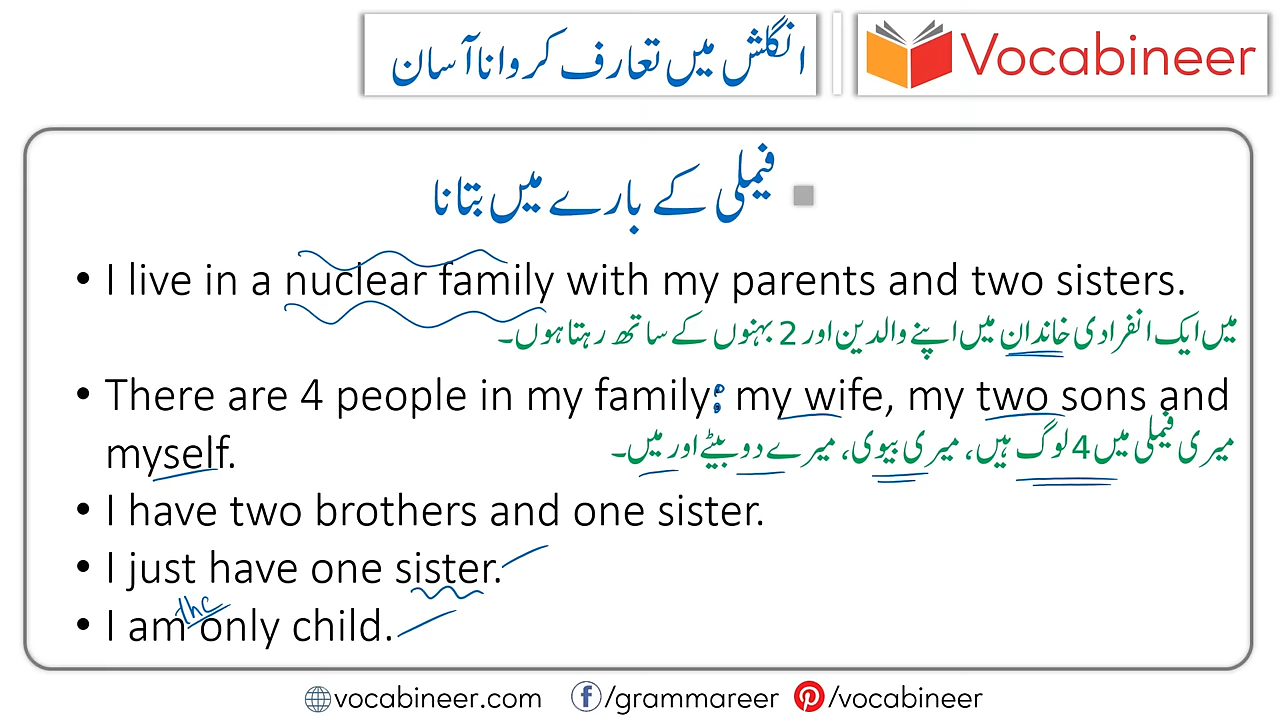 انگلش میں تعارف کروانا آسان
Vocabineer
فیملی کے بارے میں بتانا
• I live in a nuclear family with my parents and two sisters.
میں ایک انفرادی خاندان میں اپنے والدین اور 2 بہنوں کے ساتھ رہتا ہوں۔
• There are 4 people in my family: my wife, my two sons and
myself.
میری فیملی میں 4 لوگ ہیں، میری بیوی، میرے دو بیٹے اور میں۔
• I have two brothers and one sister.
• I just have one sister.
the
• I am only child.
vocabineer.com /grammareer /vocabineer